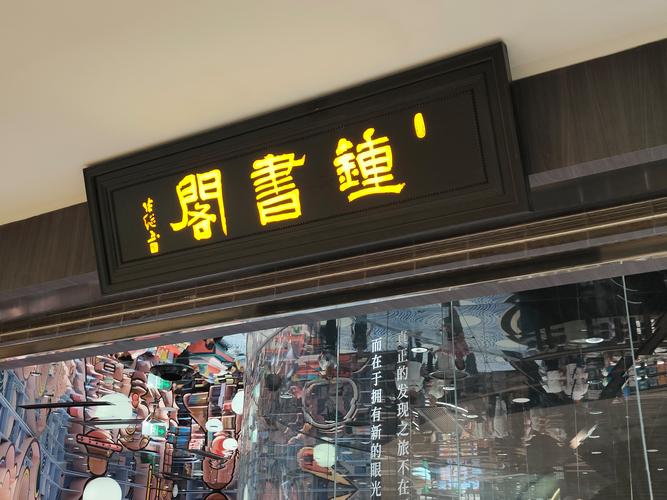 鍾書閣
真正的发现之旅不在
而在于拥有新的眼光